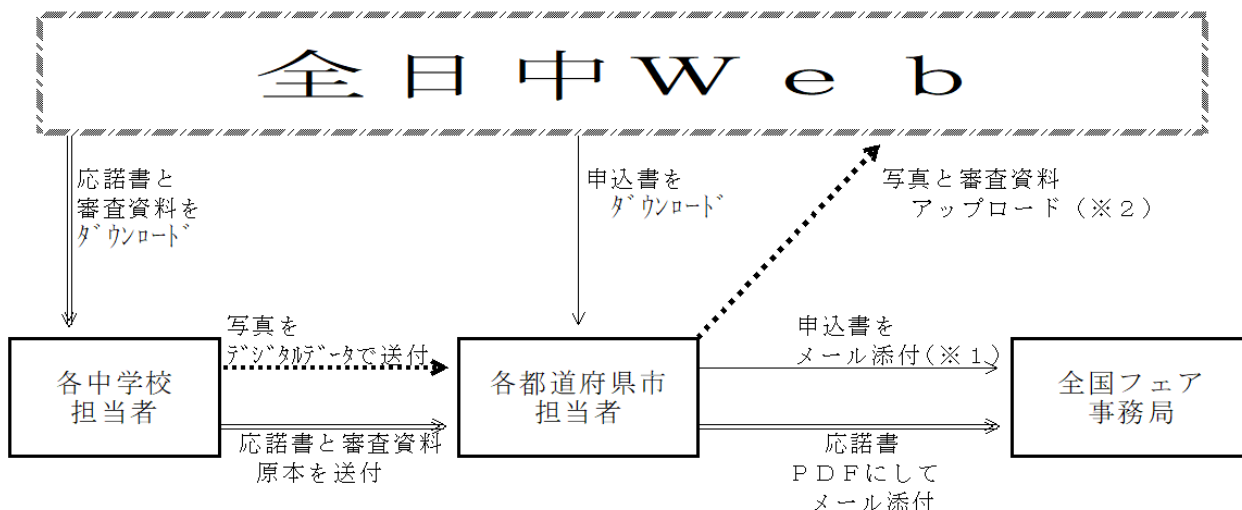 全日中Ｗｅｂ
応諾書と
審査資料を
ﾀﾞｳﾝﾛｰﾄﾞ
申込書を
ﾀﾞｳﾝﾛｰﾄﾞ
写真と審査資料
アップロード（※２）
写真を
ﾃﾞｼﾞﾀﾙﾃﾞｰﾀで送付
申込書を
メール添付(※１)
各中学校
担当者
各都道府県市
担当者
全国フェア
事務局
応諾書と審査資料
原本を送付
応諾書
ＰＤＦにして
メール添付